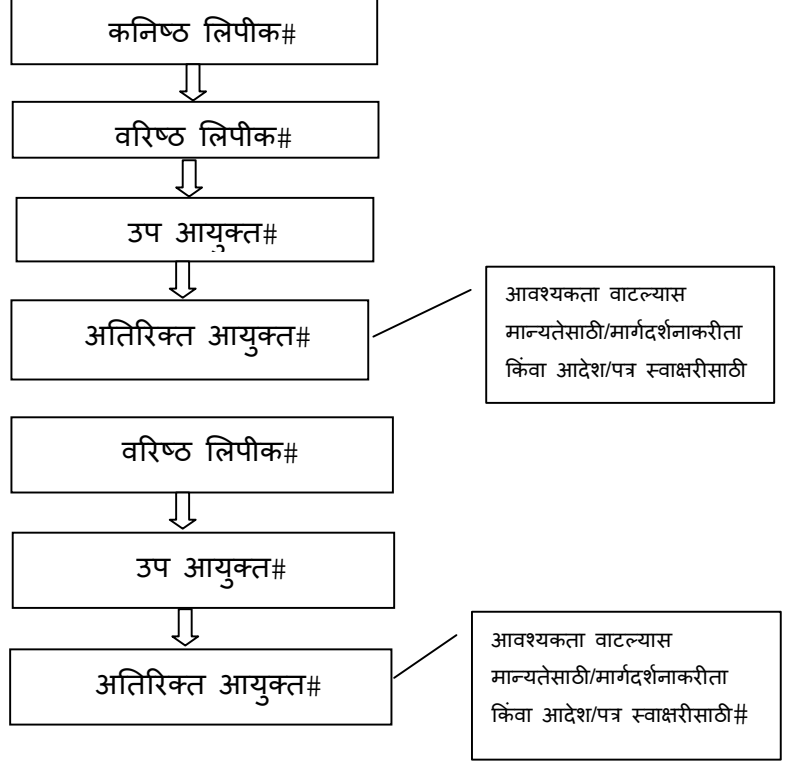 कनिष्ठ लिपीक#
वरिष्ठ लिपीक#
उप आयुक्त#
अतिरिक्त आयुक्त#
आवश्यकता वाटल्यास
मान्यतेसाठी/मार्गदर्शनाकरीता
किंवा आदेश/पत्र स्वाक्षरीसाठी
वरिष्ठ लिपीक#
उप आयुक्त#
अतिरिक्त आयुक्त#
आवश्यकता वाटल्यास
मान्यतेसाठी/मार्गदर्शनाकरीता
किंवा आदेश/पत्र स्वाक्षरीसाठी#